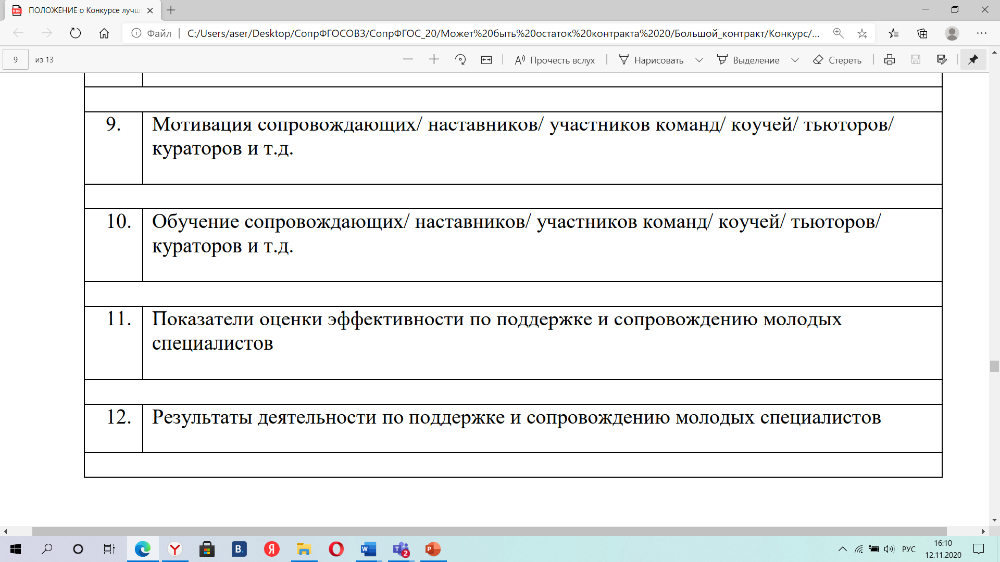 ПОЛОЖЕНИЕ о Конкурсе лучш
Файл
C:/Users/aser/Desktop/СопрФГОСОВЗ/СопрФГОС_20/Может%20быть%20остаток%20контракта%2020/Большой_контракт/Конкурс/...
9 из 13
Прочесть вслух
Нарисовать
Выделение
Стереть
9. Мотивация сопровождающих/ наставников/ участников команд/ коучей/ тьюторов/
кураторов и т.д.
10. Обучение сопровождающих/ наставников/ участников команд/ коучей/ тьюторов/
кураторов и т.д.
11. Показатели оценки эффективности по поддержке и сопровождению молодых
специалистов
12. Результаты деятельности по поддержке и сопровождению молодых специалистов
РУС
16:10
12.11.2020